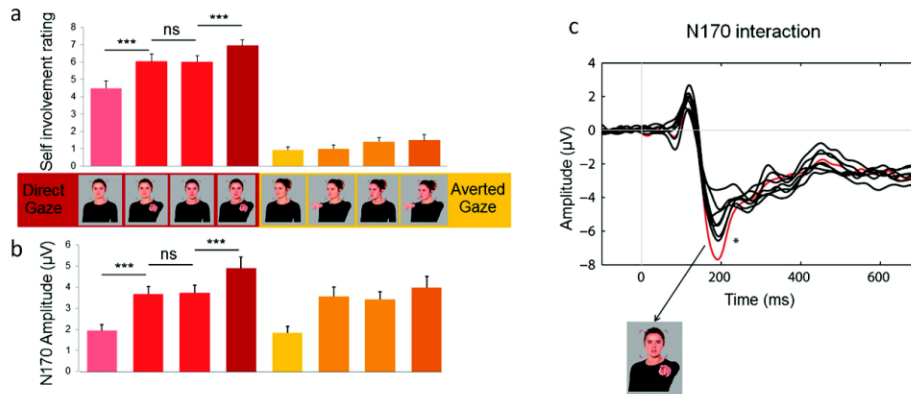 a
Self involvement rating
8
7
6
5
4
3
2
1
0
***
ns
***
Direct
Gaze
Averted
Gaze
b
N170 Amplitude (µV)
6
5
4
3
2
1
0
***
ns
***
c
N170 interaction
Amplitude (µV)
4
0
−2
−4
−6
−8
*
0
200
400
600
Time (ms)